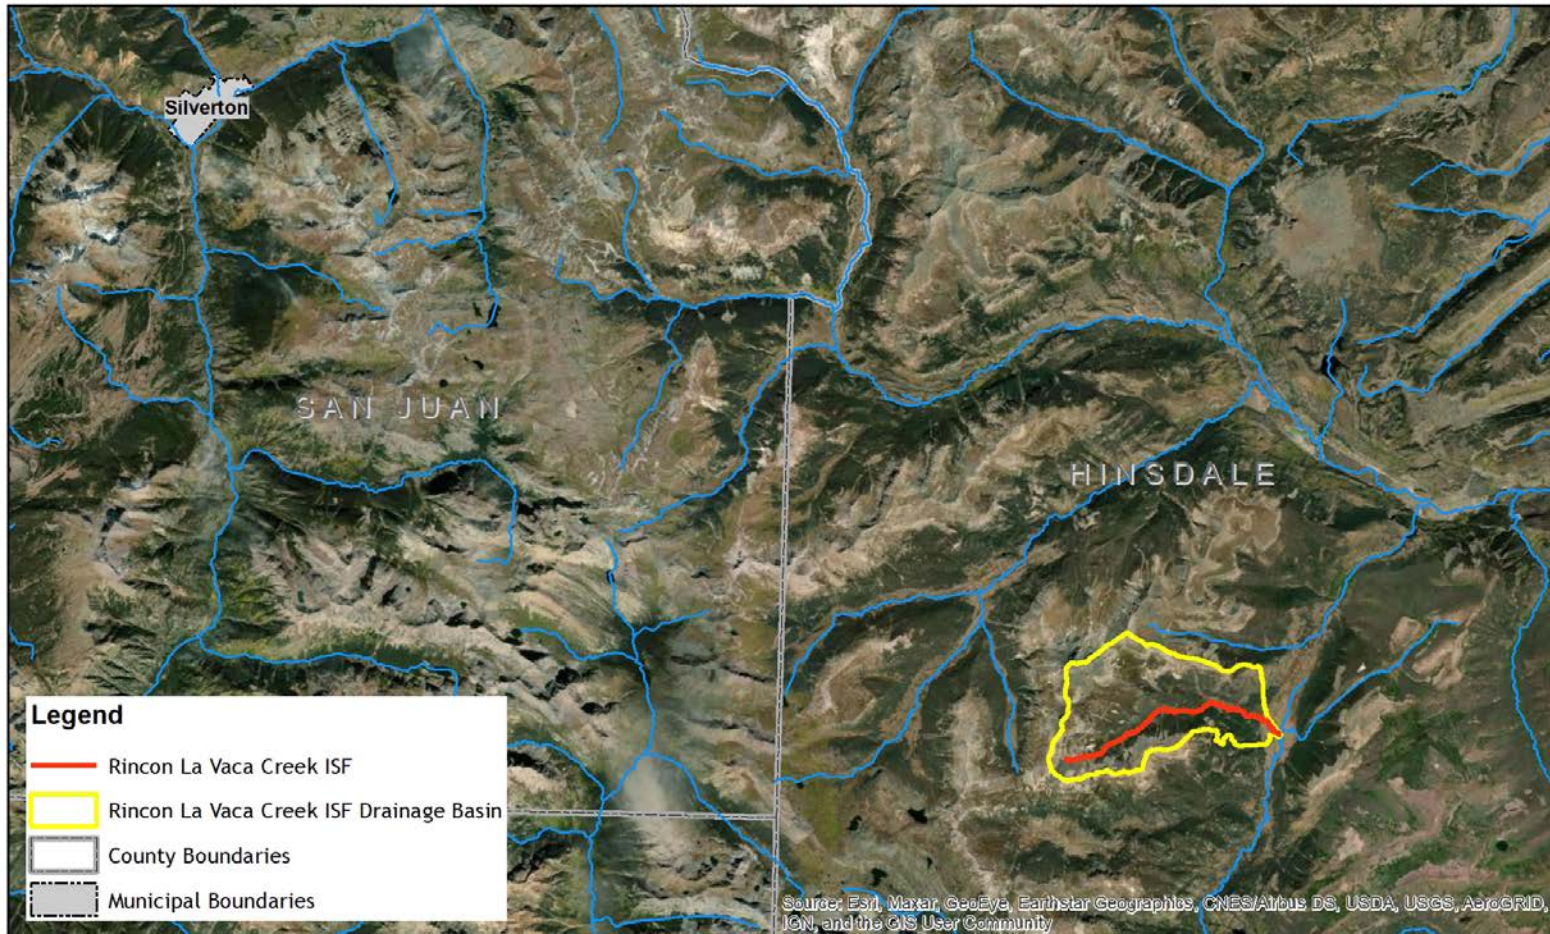 Silverton
SAN JUAN
HINSDALE
Legend
Rincon La Vaca Creek ISF
Rincon La Vaca Creek ISF Drainage Basin
County Boundaries
Municipal Boundaries
Source: Esri, Maxar, GeoEye, Earthstar Geographics, CNES/Airbus DS, USDA, USGS, AeroGRID,
IGN, and the GIS User Community